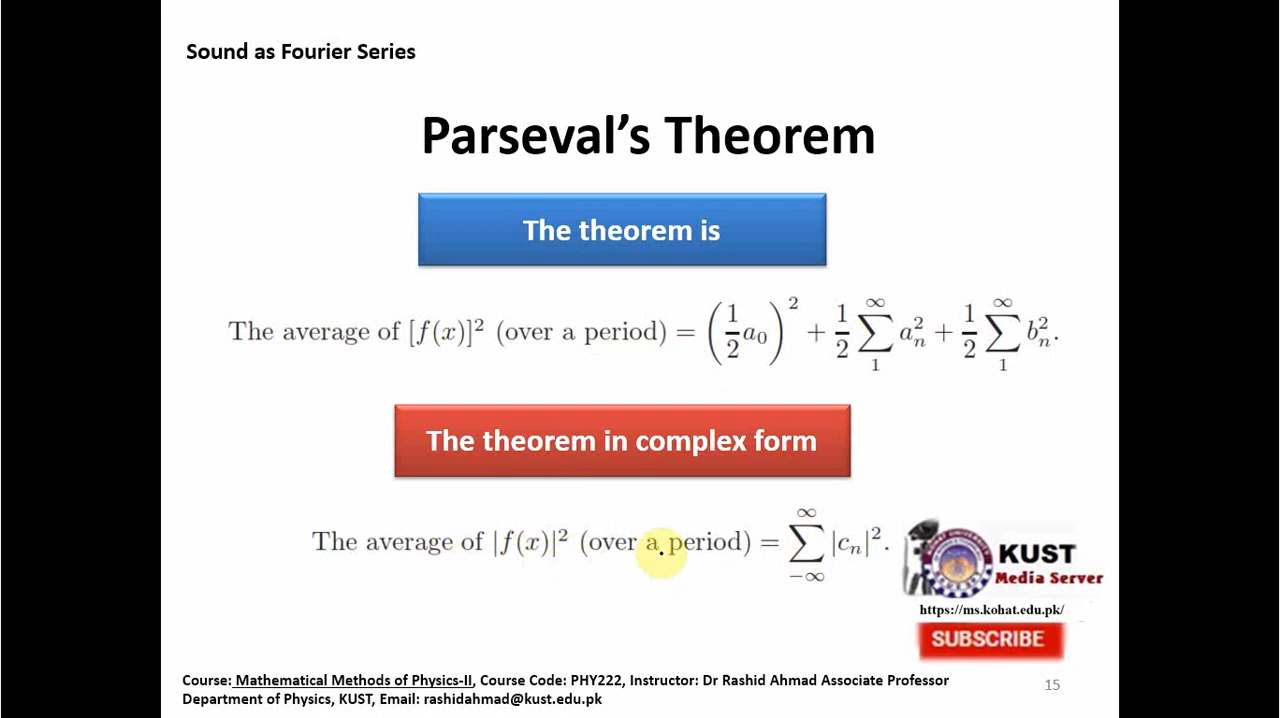 Sound as Fourier Series
Parseval's Theorem
The theorem is
The average of [f(x)]² (over a period) = (1/2 a₀)² + 1/2 ∑₁^∞ aₙ² + 1/2 ∑₁^∞ bₙ².
The theorem in complex form
The average of |f(x)|² (over a period) = ∑₋∞^∞ |cₙ|².
KUST
Media Server
https://ms.kohat.edu.pk/
SUBSCRIBE
Course: Mathematical Methods of Physics-II, Course Code: PHY222, Instructor: Dr Rashid Ahmad Associate Professor
Department of Physics, KUST, Email: rashidahmad@kust.edu.pk
15